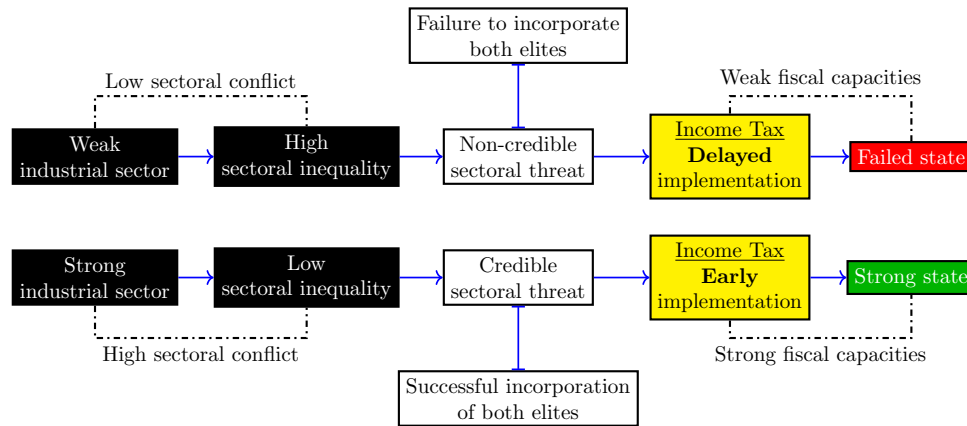 Failure to incorporate
both elites
Low sectoral conflict
Weak fiscal capacities
Weak
industrial sector
High
sectoral inequality
Non-credible
sectoral threat
Income Tax
Delayed
implementation
Failed state
Strong
industrial sector
Low
sectoral inequality
Credible
sectoral threat
Income Tax
Early
implementation
Strong state
High sectoral conflict
Strong fiscal capacities
Successful incorporation
of both elites